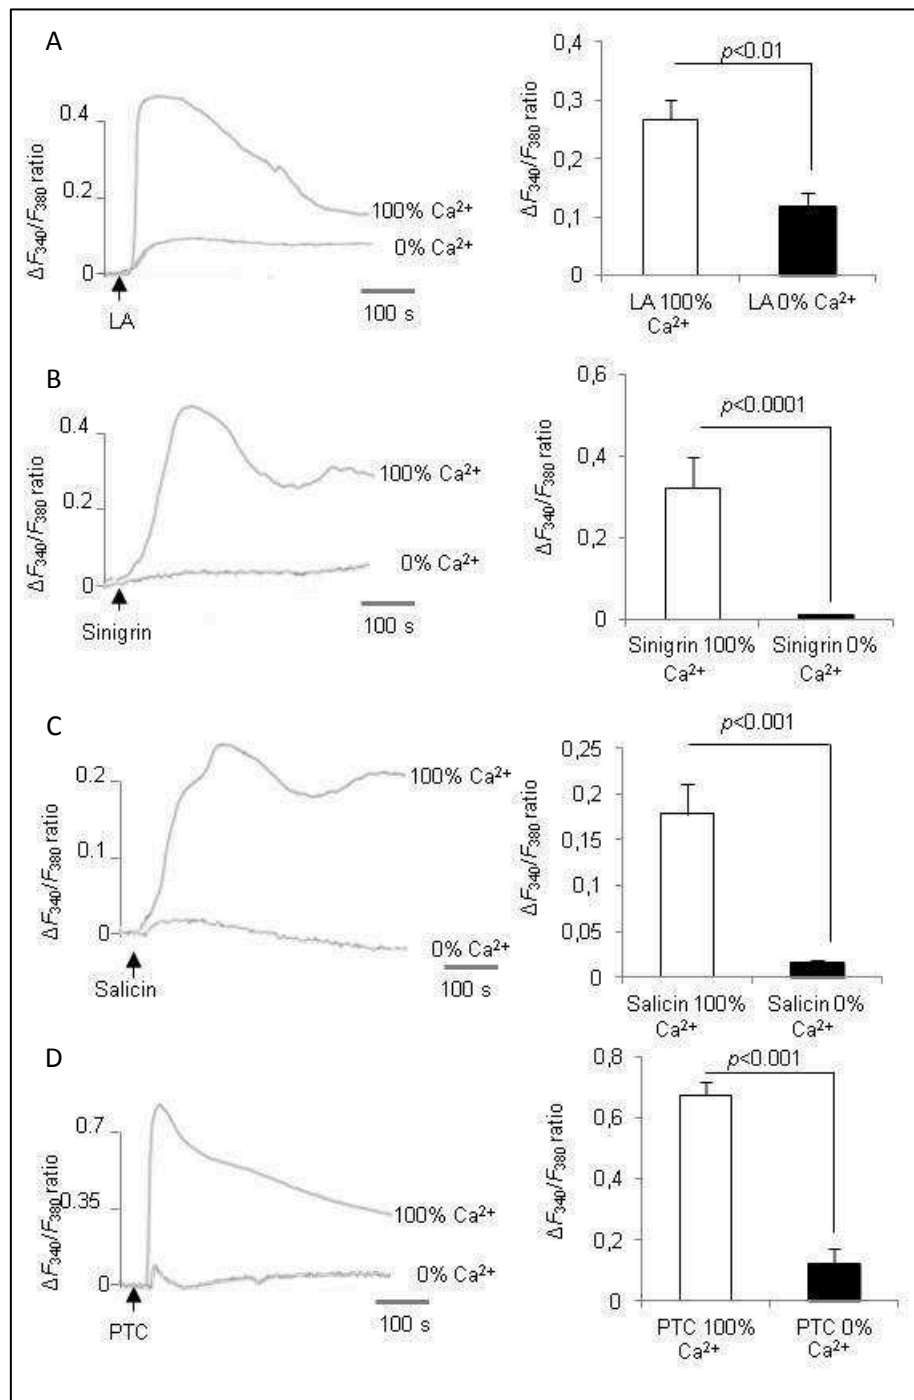 A
ΔF340/F380 ratio
0.4
0.2
0
100% Ca²⁺
0% Ca²⁺
LA
100 s
ΔF340/F380 ratio
0,4
0,3
0,2
0,1
0
p<0.01
LA 100% Ca²⁺
LA 0% Ca²⁺
B
ΔF340/F380 ratio
0.4
0.2
0
100% Ca²⁺
0% Ca²⁺
Sinigrin
100 s
ΔF340/F380 ratio
0,6
0,4
0,2
0
p<0.0001
Sinigrin 100% Ca²⁺
Sinigrin 0% Ca²⁺
C
ΔF340/F380 ratio
0.2
0.1
0
100% Ca²⁺
0% Ca²⁺
Salicin
100 s
ΔF340/F380 ratio
0,25
0,2
0,15
0,1
0,05
0
p<0.001
Salicin 100% Ca²⁺
Salicin 0% Ca²⁺
D
ΔF340/F380 ratio
0.7
0.35
0
100% Ca²⁺
0% Ca²⁺
PTC
100 s
ΔF340/F380 ratio
0,8
0,6
0,4
0,2
0
p<0.001
PTC 100% Ca²⁺
PTC 0% Ca²⁺